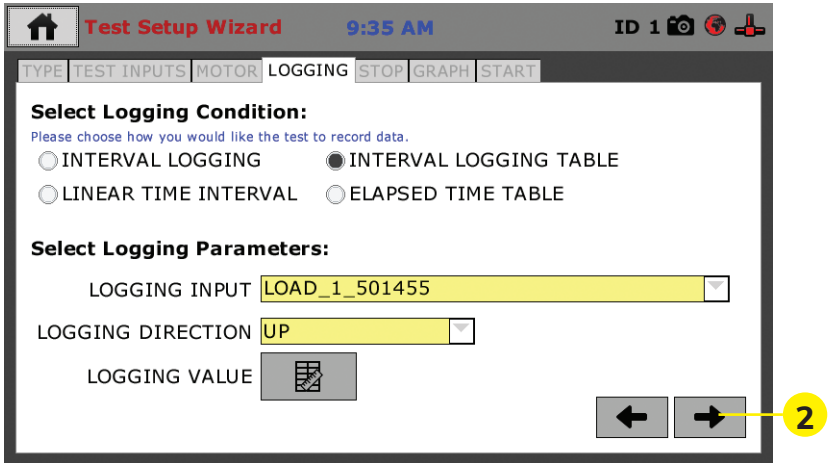 Test Setup Wizard 9:35 AM ID 1
TYPE TEST INPUTS MOTOR LOGGING STOP GRAPH START
Select Logging Condition:
Please choose how you would like the test to record data.
INTERVAL LOGGING INTERVAL LOGGING TABLE
LINEAR TIME INTERVAL ELAPSED TIME TABLE
Select Logging Parameters:
LOGGING INPUT LOAD_1_501455
LOGGING DIRECTION UP
LOGGING VALUE
2